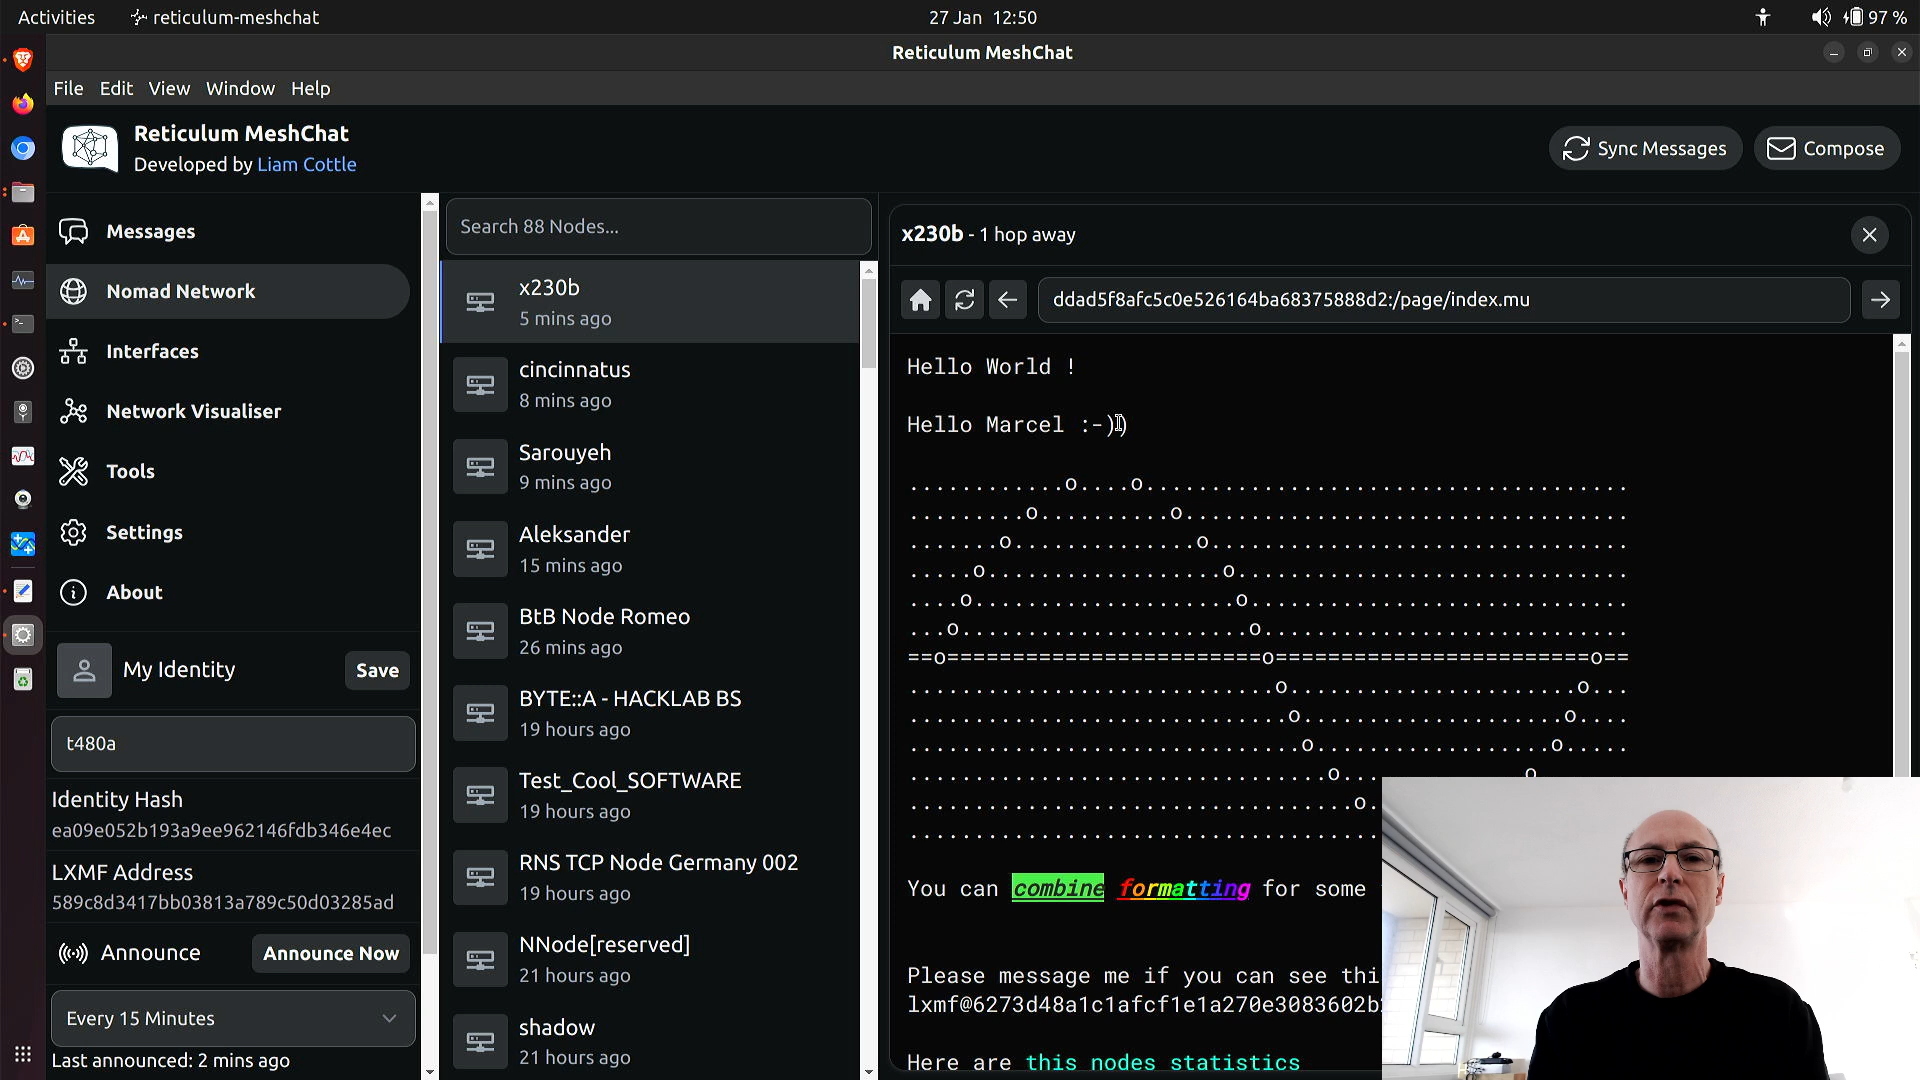 Activities
reticulum-meshchat
27 Jan 12:50
97 %
Reticulum MeshChat
File Edit View Window Help
Reticulum MeshChat
Developed by Liam Cottle
Sync Messages
Compose
Messages
Nomad Network
Interfaces
Network Visualiser
Tools
Settings
About
My Identity
Save
t480a
Identity Hash
ea09e052b193a9ee962146fdb346e4ec
LXMF Address
589c8d3417bb03813a789c50d03285ad
Announce
Announce Now
Every 15 Minutes
Last announced: 2 mins ago
Search 88 Nodes...
x230b
5 mins ago
cincinnatus
8 mins ago
Sarouyeh
9 mins ago
Aleksander
15 mins ago
BtB Node Romeo
26 mins ago
BYTE::A - HACKLAB BS
19 hours ago
Test_Cool_SOFTWARE
19 hours ago
RNS TCP Node Germany 002
19 hours ago
NNode[reserved]
21 hours ago
shadow
21 hours ago
x230b - 1 hop away
ddad5f8afc5c0e526164ba68375888d2:/page/index.mu
Hello World !
Hello Marcel :-))
You can combine formatting for some
Please message me if you can see thi
lxmf@6273d48a1c1afcf1e1a270e3083602b
Here are this nodes statistics